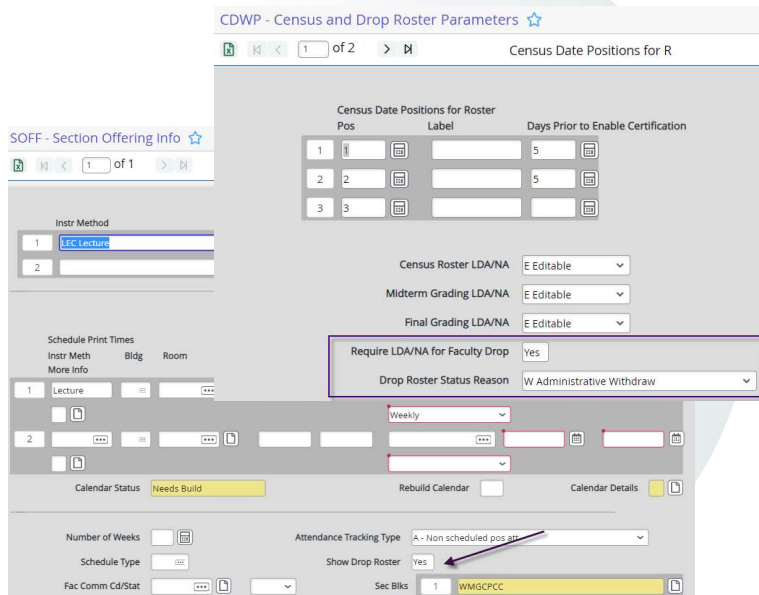 CDWP - Census and Drop Roster Parameters
1 of 2 Census Date Positions for R
Census Date Positions for Roster
Pos Label Days Prior to Enable Certification
1 1 5
2 2 5
3 3
Census Roster LDA/NA E Editable
Midterm Grading LDA/NA E Editable
Final Grading LDA/NA E Editable
Require LDA/NA for Faculty Drop Yes
Drop Roster Status Reason W Administrative Withdraw
SOFF - Section Offering Info
1 of 1
Instr Method
1 LEC Lecture
2
Schedule Print Times
Instr Meth Bldg Room
More Info
1 Lecture
Weekly
2
Calendar Status Needs Build Rebuild Calendar Calendar Details
Number of Weeks Attendance Tracking Type A - Non scheduled pos att
Schedule Type Show Drop Roster Yes
Fac Comm Cd/Stat Sec Blks 1 WMGCPCC